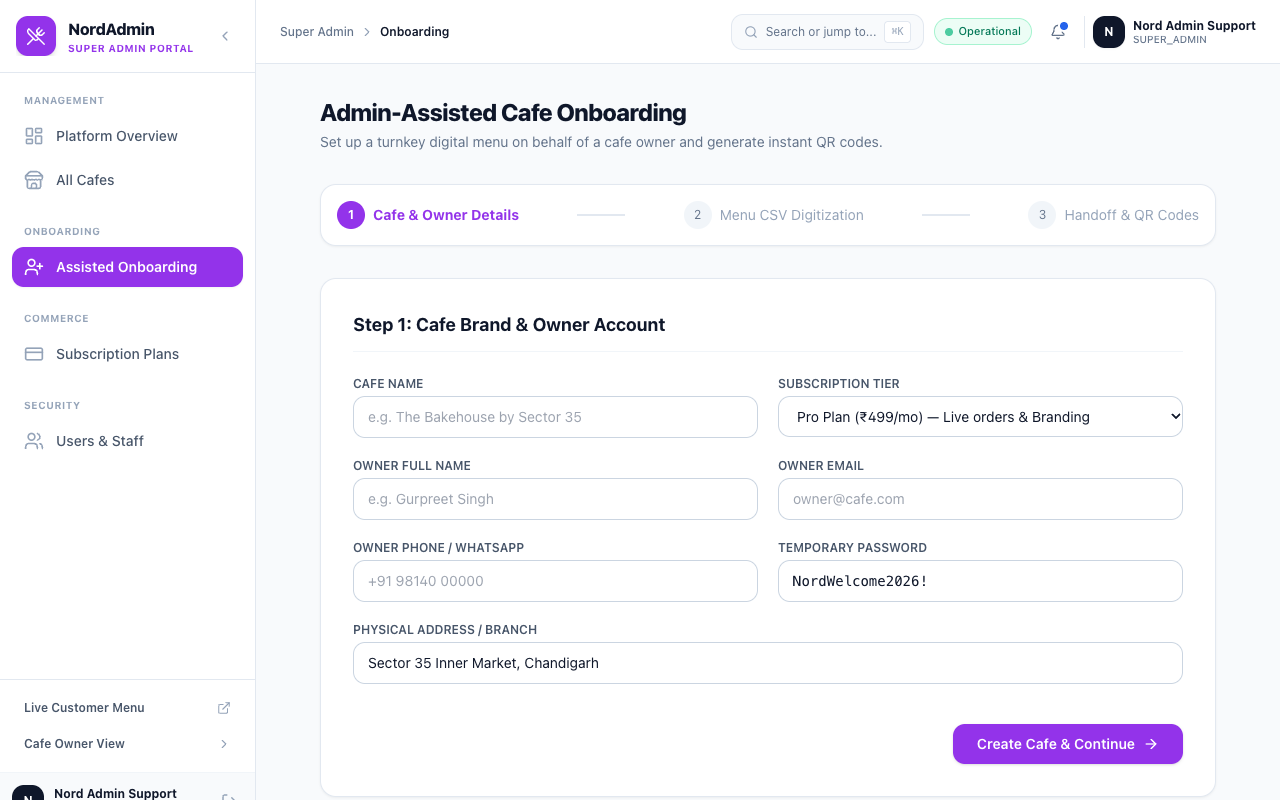 NordAdmin
SUPER ADMIN PORTAL
MANAGEMENT
Platform Overview
All Cafes
ONBOARDING
Assisted Onboarding
COMMERCE
Subscription Plans
SECURITY
Users & Staff
Live Customer Menu
Cafe Owner View
Nord Admin Support
Super Admin > Onboarding
Search or jump to... ⌘K
Operational
N
Nord Admin Support
SUPER_ADMIN
Admin-Assisted Cafe Onboarding
Set up a turnkey digital menu on behalf of a cafe owner and generate instant QR codes.
1 Cafe & Owner Details
2 Menu CSV Digitization
3 Handoff & QR Codes
Step 1: Cafe Brand & Owner Account
CAFE NAME
e.g. The Bakehouse by Sector 35
SUBSCRIPTION TIER
Pro Plan (₹499/mo) — Live orders & Branding
OWNER FULL NAME
e.g. Gurpreet Singh
OWNER EMAIL
owner@cafe.com
OWNER PHONE / WHATSAPP
+91 98140 00000
TEMPORARY PASSWORD
NordWelcome2026!
PHYSICAL ADDRESS / BRANCH
Sector 35 Inner Market, Chandigarh
Create Cafe & Continue →